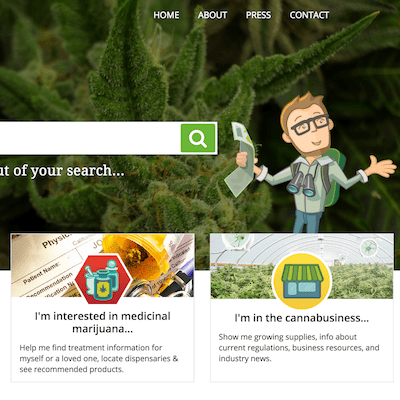 HOME ABOUT PRESS CONTACT
of your search...
Physic
Patient Name:
Recommendation
I'm interested in medicinal
marijuana...
Help me find treatment information for
myself or a loved one, locate dispensaries &
see recommended products.
I'm in the cannabusiness...
Show me growing supplies, info about
current regulations, business resources, and
industry news.